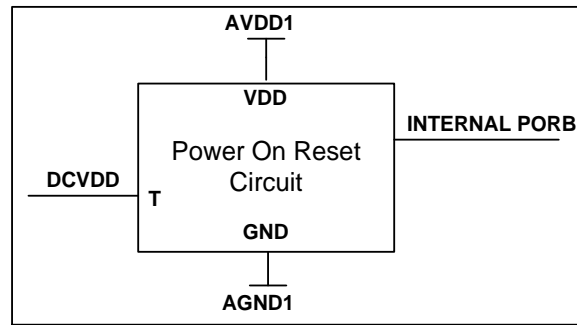 AVDD1
VDD
INTERNAL PORB
Power On Reset
Circuit
DCVDD
T
GND
AGND1